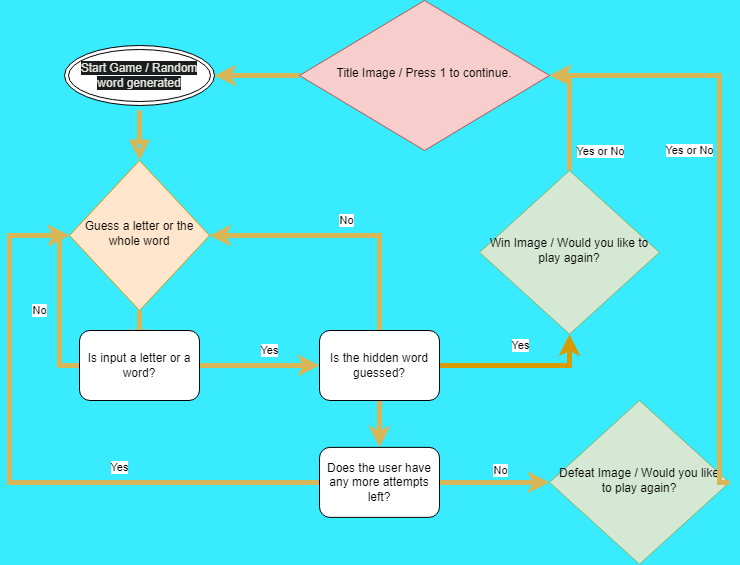 Start Game / Random
word generated
Title Image / Press 1 to continue.
Yes or No
Yes or No
Guess a letter or the
whole word
No
Win Image / Would you like to
play again?
No
Is input a letter or a
word?
Yes
Is the hidden word
guessed?
Yes
Yes
Does the user have
any more attempts
left?
No
Defeat Image / Would you like
to play again?